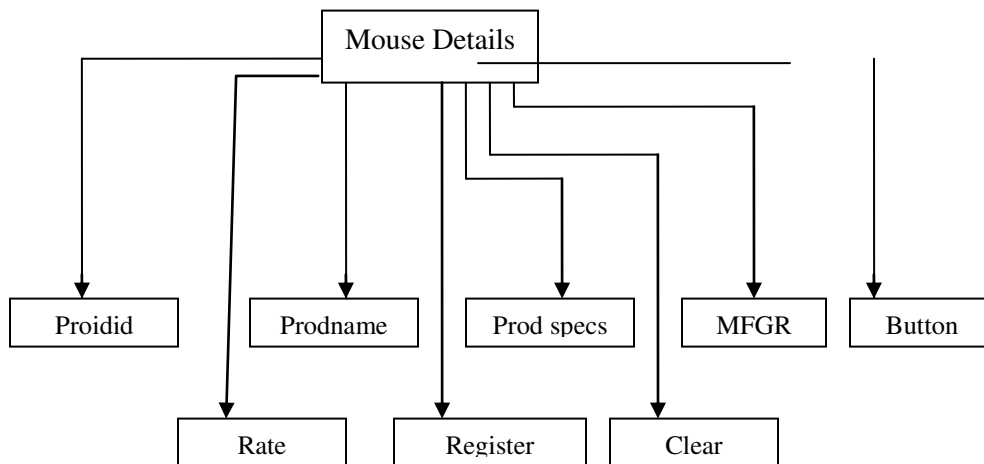 Mouse Details
Proidid
Prodname
Prod specs
MFGR
Button
Rate
Register
Clear